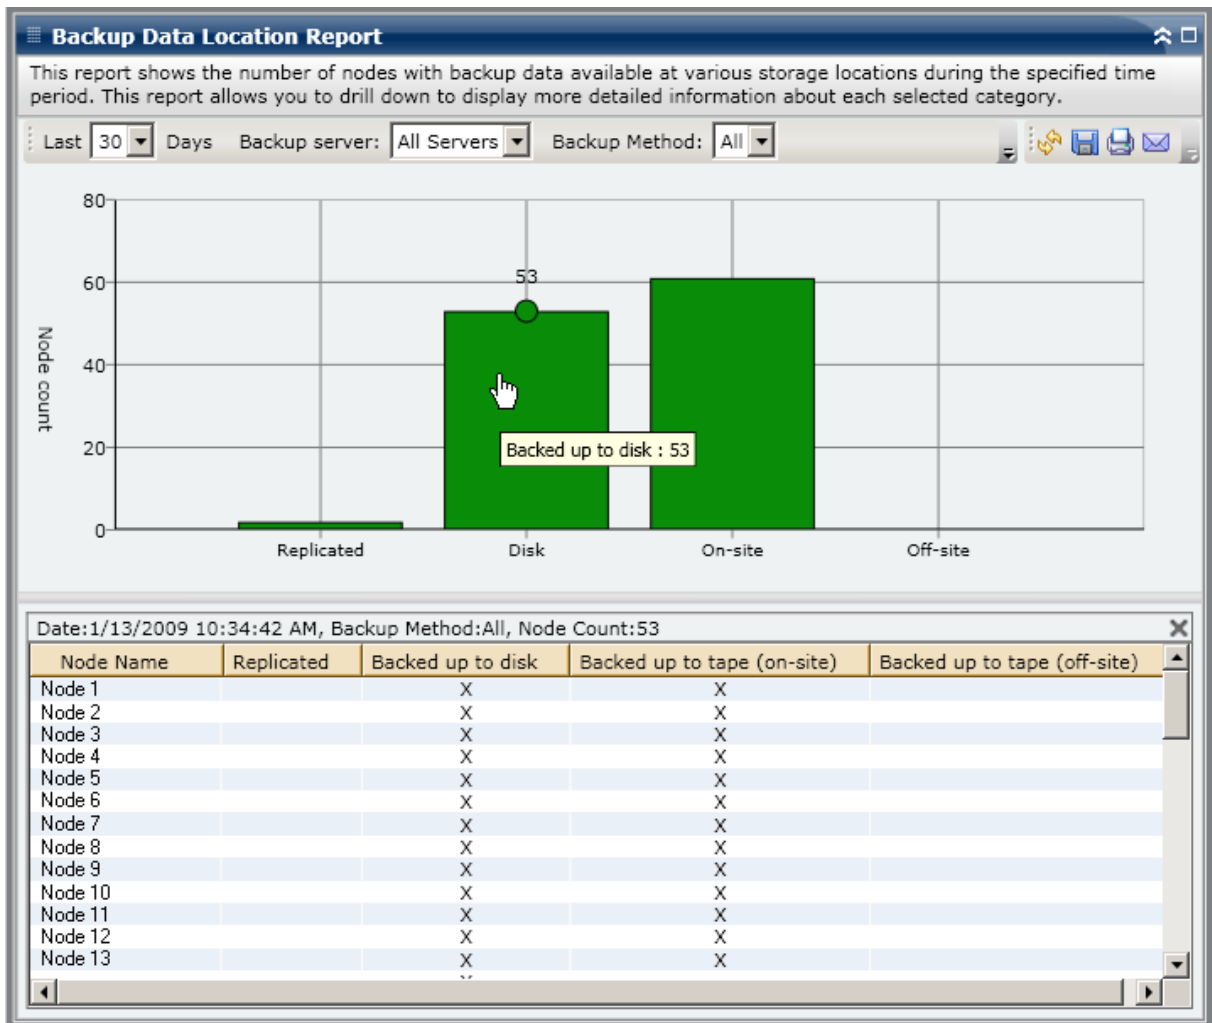 Backup Data Location Report
This report shows the number of nodes with backup data available at various storage locations during the specified time
period. This report allows you to drill down to display more detailed information about each selected category.
Last 30 Days Backup server: All Servers Backup Method: All
80
53
60
Node count
40
Backed up to disk : 53
20
0
Replicated Disk On-site Off-site
Date:1/13/2009 10:34:42 AM, Backup Method:All, Node Count:53
Node Name Replicated Backed up to disk Backed up to tape (on-site) Backed up to tape (off-site)
Node 1 X X
Node 2 X X
Node 3 X X
Node 4 X X
Node 5 X X
Node 6 X X
Node 7 X X
Node 8 X X
Node 9 X X
Node 10 X X
Node 11 X X
Node 12 X X
Node 13 X X